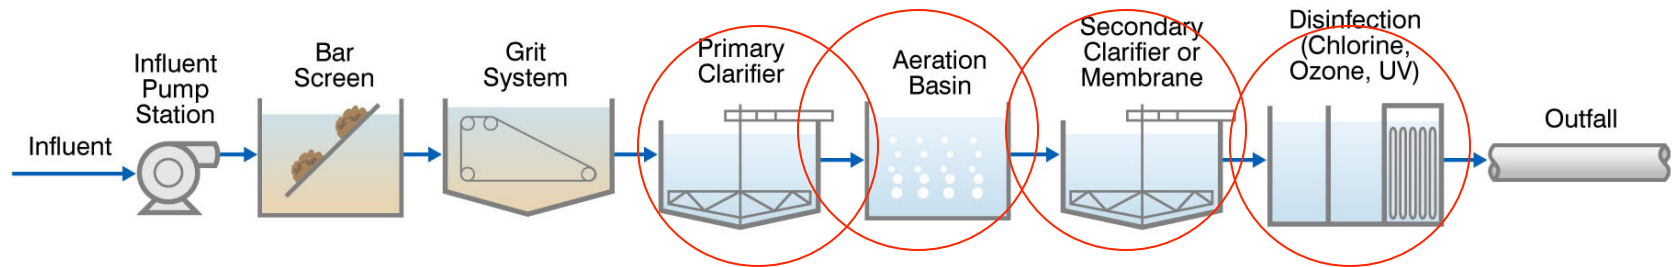 Influent
Influent
Pump
Station
Bar
Screen
Grit
System
Primary
Clarifier
Aeration
Basin
Secondary
Clarifier or
Membrane
Disinfection
(Chlorine,
Ozone, UV)
Outfall